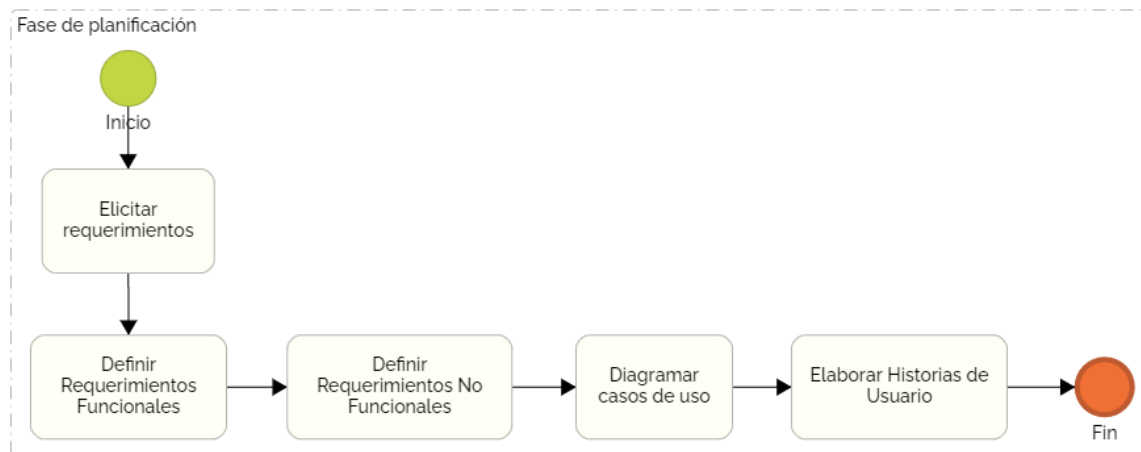 Fase de planificación
Inicio
Elicitar
requerimientos
Definir
Requerimientos
Funcionales
Definir
Requerimientos No
Funcionales
Diagramar
casos de uso
Elaborar Historias de
Usuario
Fin